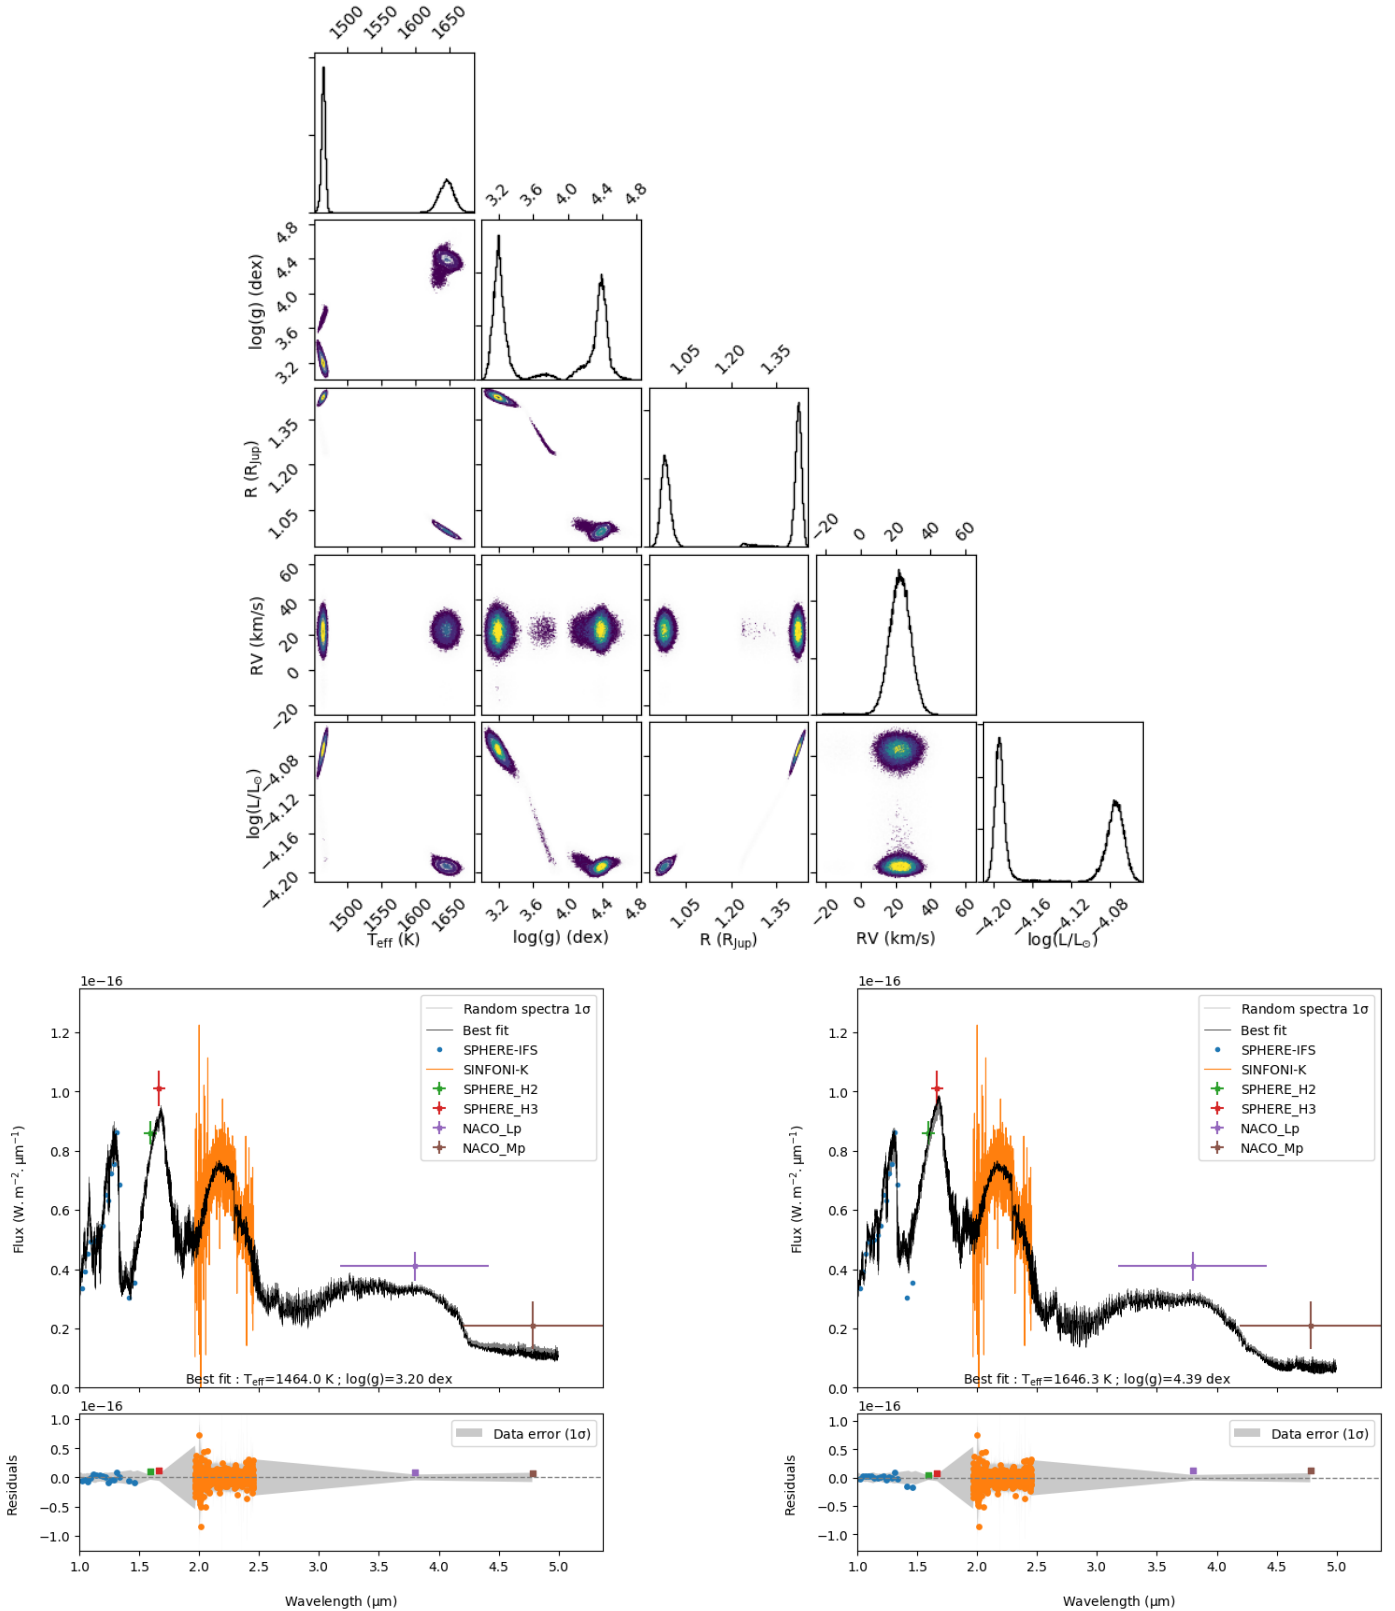 1500 1550 1600 1650
3.2 3.6 4.0 4.4 4.8
log(g) (dex)
4.8
4.4
4.0
3.6
3.2
1.05 1.20 1.35
R (R_Jup)
1.35
1.20
1.05
−20 0 20 40 60
RV (km/s)
60
40
20
0
−20
log(L/L☉)
−4.08
−4.12
−4.16
−4.20
1500 1550 1600 1650
3.2 3.6 4.0 4.4 4.8
1.05 1.20 1.35
−20 0 20 40 60
−4.20 −4.16 −4.12 −4.08
T_eff (K)
log(g) (dex)
R (R_Jup)
RV (km/s)
log(L/L☉)
1e−16
Flux (W. m⁻². μm⁻¹)
1.2
1.0
0.8
0.6
0.4
0.2
0.0
Random spectra 1σ
Best fit
SPHERE-IFS
SINFONI-K
SPHERE_H2
SPHERE_H3
NACO_Lp
NACO_Mp
Best fit : T_eff=1464.0 K ; log(g)=3.20 dex
1e−16
Residuals
1.0
0.5
0.0
−0.5
−1.0
Data error (1σ)
1.0 1.5 2.0 2.5 3.0 3.5 4.0 4.5 5.0
Wavelength (μm)
1e−16
Flux (W. m⁻². μm⁻¹)
1.2
1.0
0.8
0.6
0.4
0.2
0.0
Random spectra 1σ
Best fit
SPHERE-IFS
SINFONI-K
SPHERE_H2
SPHERE_H3
NACO_Lp
NACO_Mp
Best fit : T_eff=1646.3 K ; log(g)=4.39 dex
1e−16
Residuals
1.0
0.5
0.0
−0.5
−1.0
Data error (1σ)
1.0 1.5 2.0 2.5 3.0 3.5 4.0 4.5 5.0
Wavelength (μm)